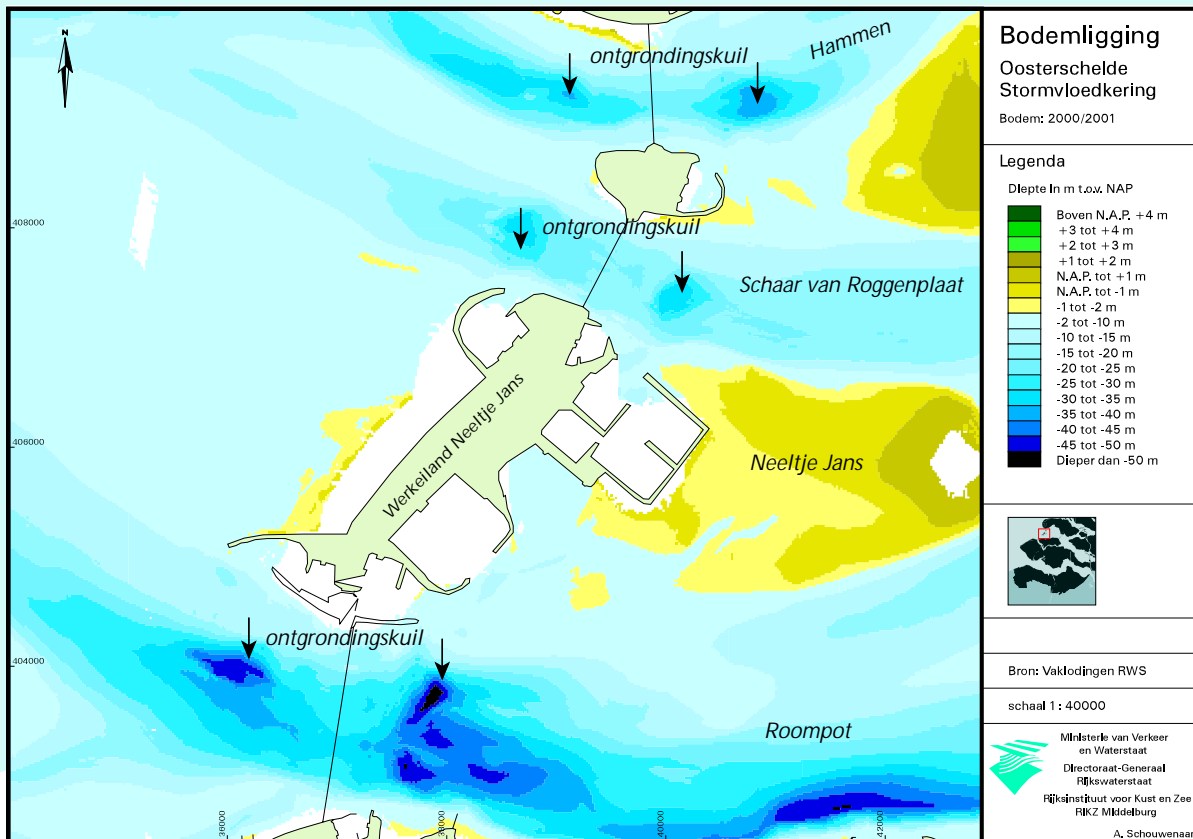 ontgrondingskuil
Hammen
408000
ontgrondingskuil
Schaar van Roggenplaat
406000
Werkeiland Neeltje Jans
Neeltje Jans
404000
ontgrondingskuil
Roompot
36000
38000
40000
42000
Bodemligging
Oosterschelde
Stormvloedkering
Bodem: 2000/2001
Legenda
Diepte in m t.o.v. NAP
Boven N.A.P. +4 m
+3 tot +4 m
+2 tot +3 m
+1 tot +2 m
N.A.P. tot +1 m
N.A.P. tot -1 m
-1 tot -2 m
-2 tot -10 m
-10 tot -15 m
-15 tot -20 m
-20 tot -25 m
-25 tot -30 m
-30 tot -35 m
-35 tot -40 m
-40 tot -45 m
-45 tot -50 m
Dieper dan -50 m
Bron: Vaklodingen RWS
schaal 1 : 40000
Ministerie van Verkeer
en Waterstaat
Directoraat-Generaal
Rijkswaterstaat
Rijksinstituut voor Kust en Zee
RIKZ Middelburg
A. Schouwenaar